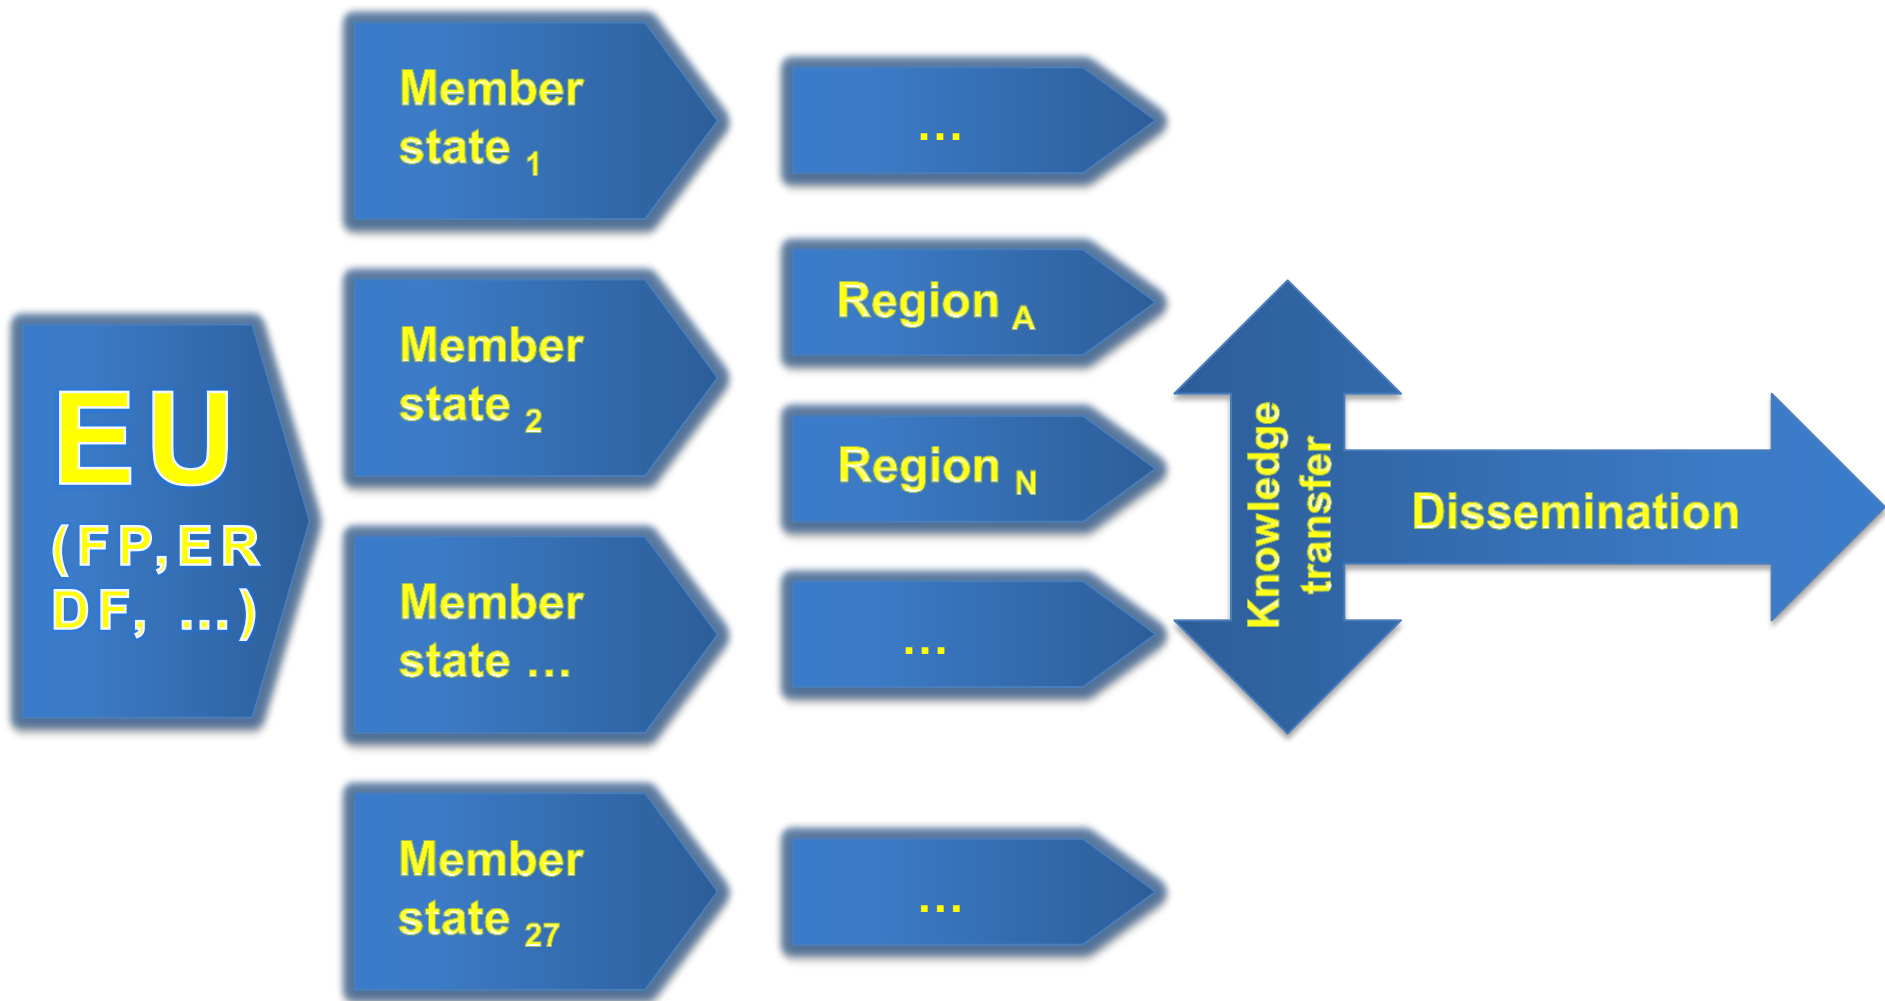 EU
(FP,ER
DF, ...)
Member
state 1
Member
state 2
Member
state ...
Member
state 27
...
Region A
Region N
...
...
Knowledge
transfer
Dissemination